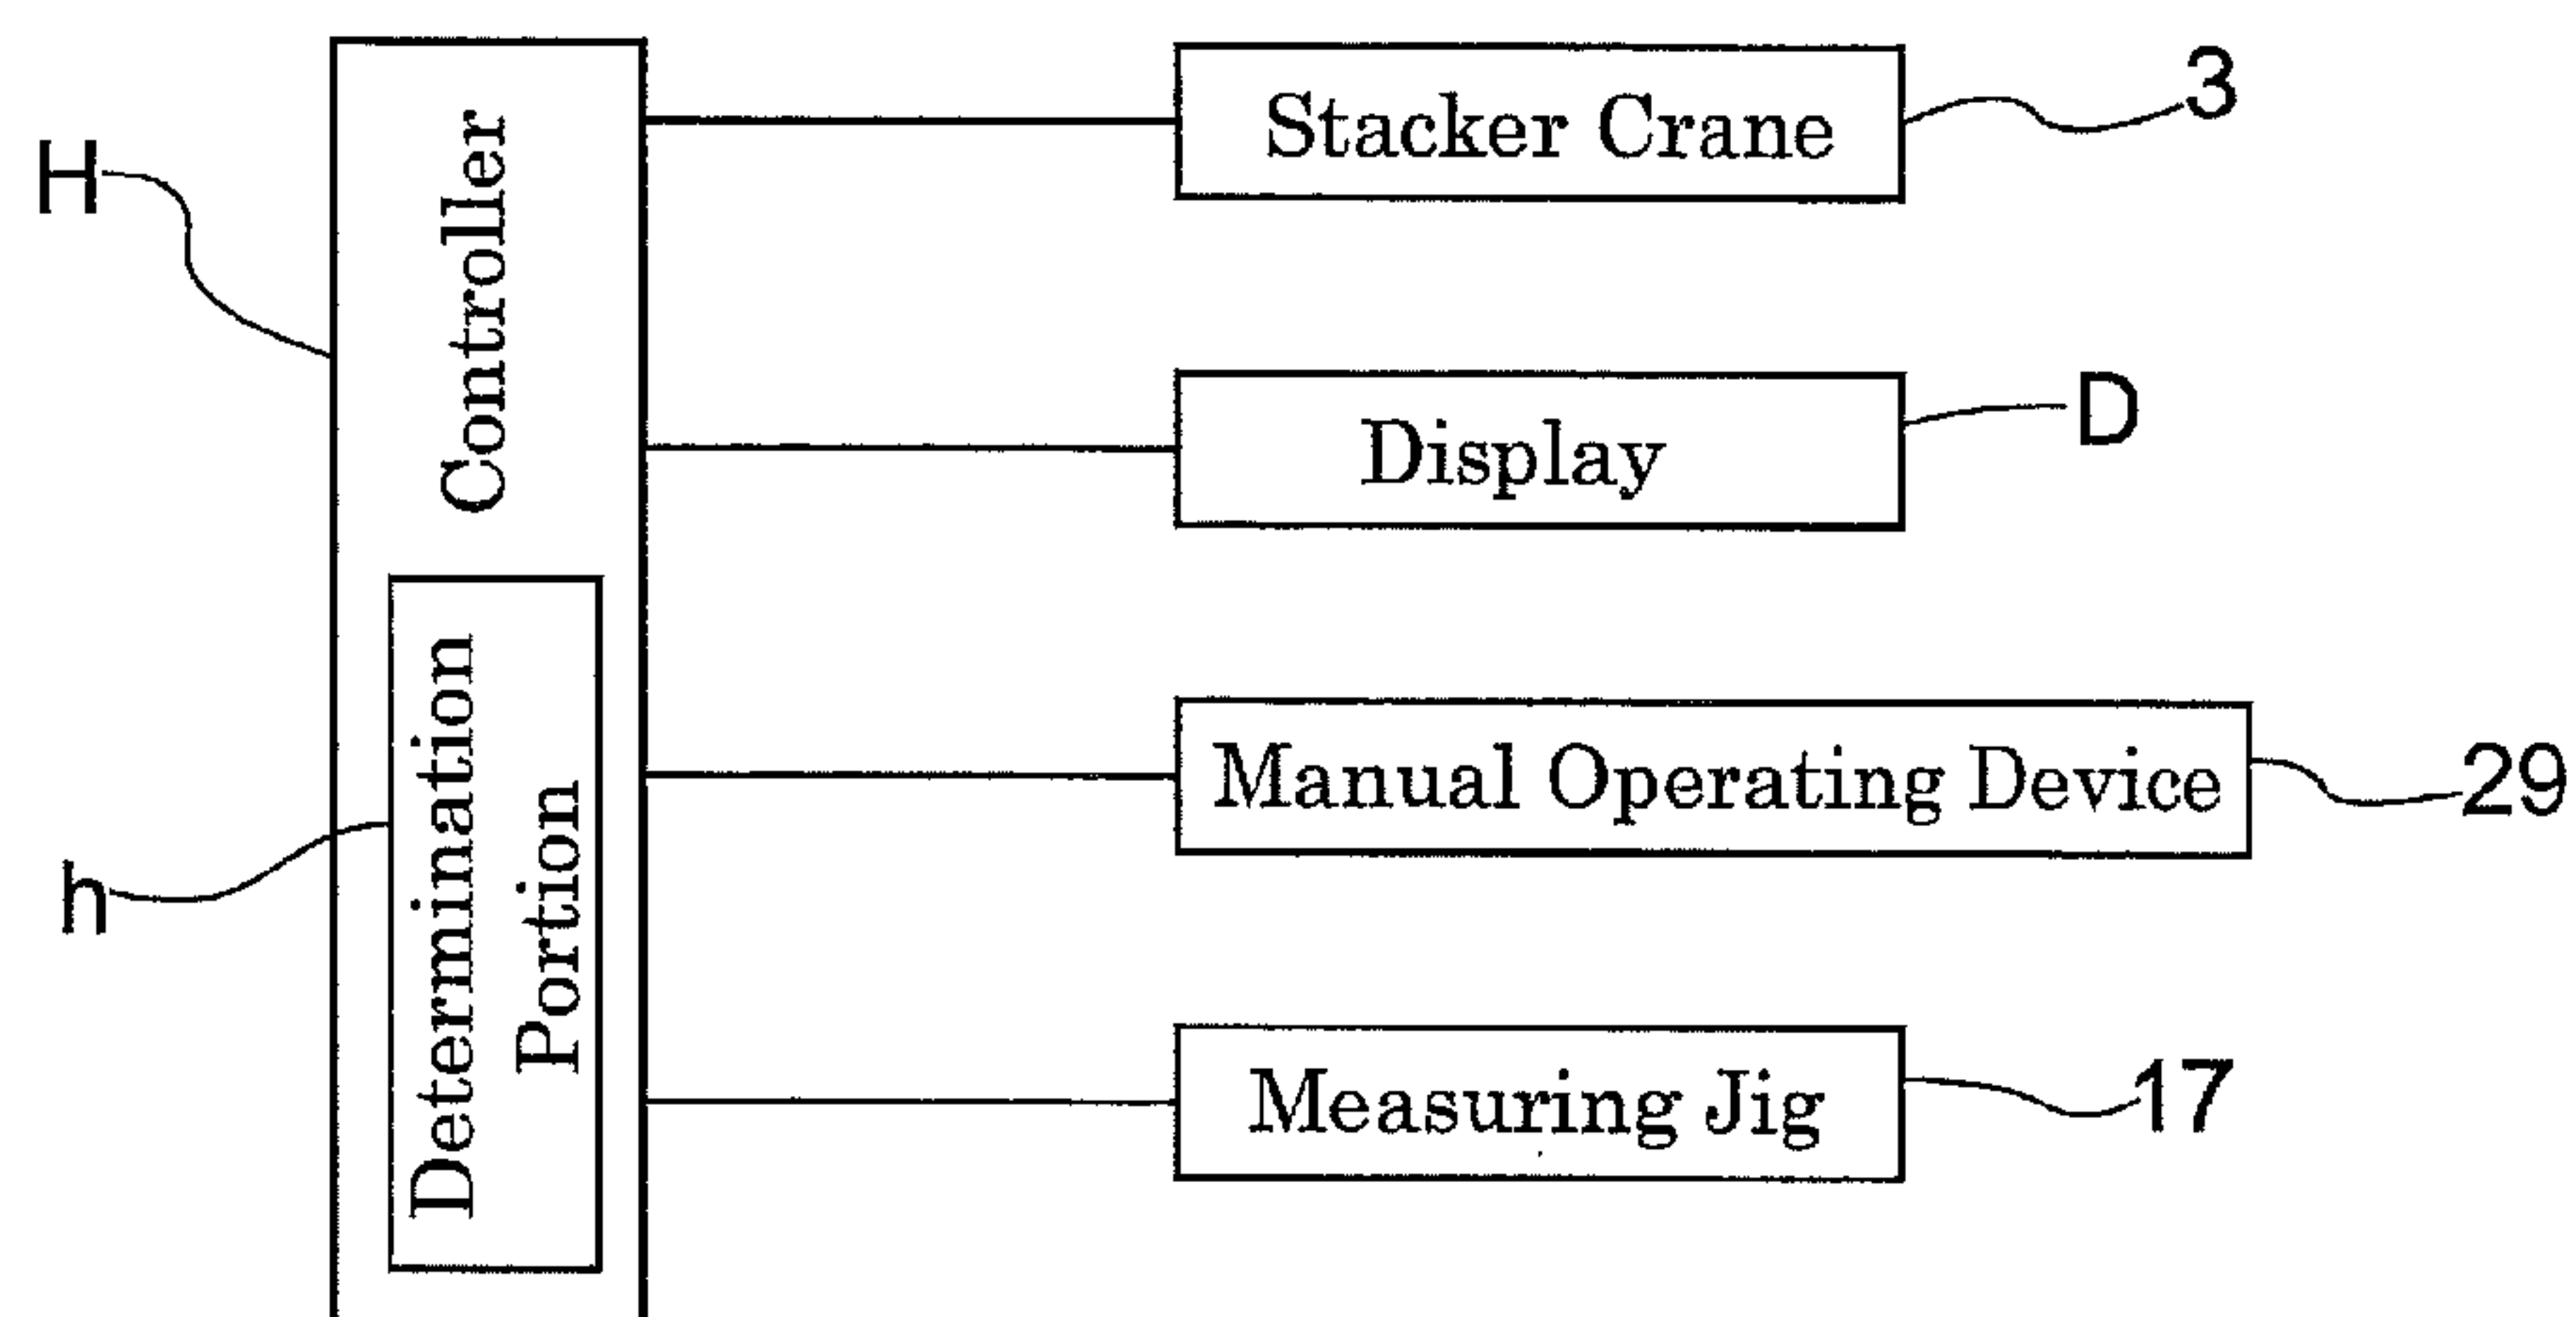 H
Controller
h
Determination
Portion
Stacker Crane
3
Display
D
Manual Operating Device
29
Measuring Jig
17